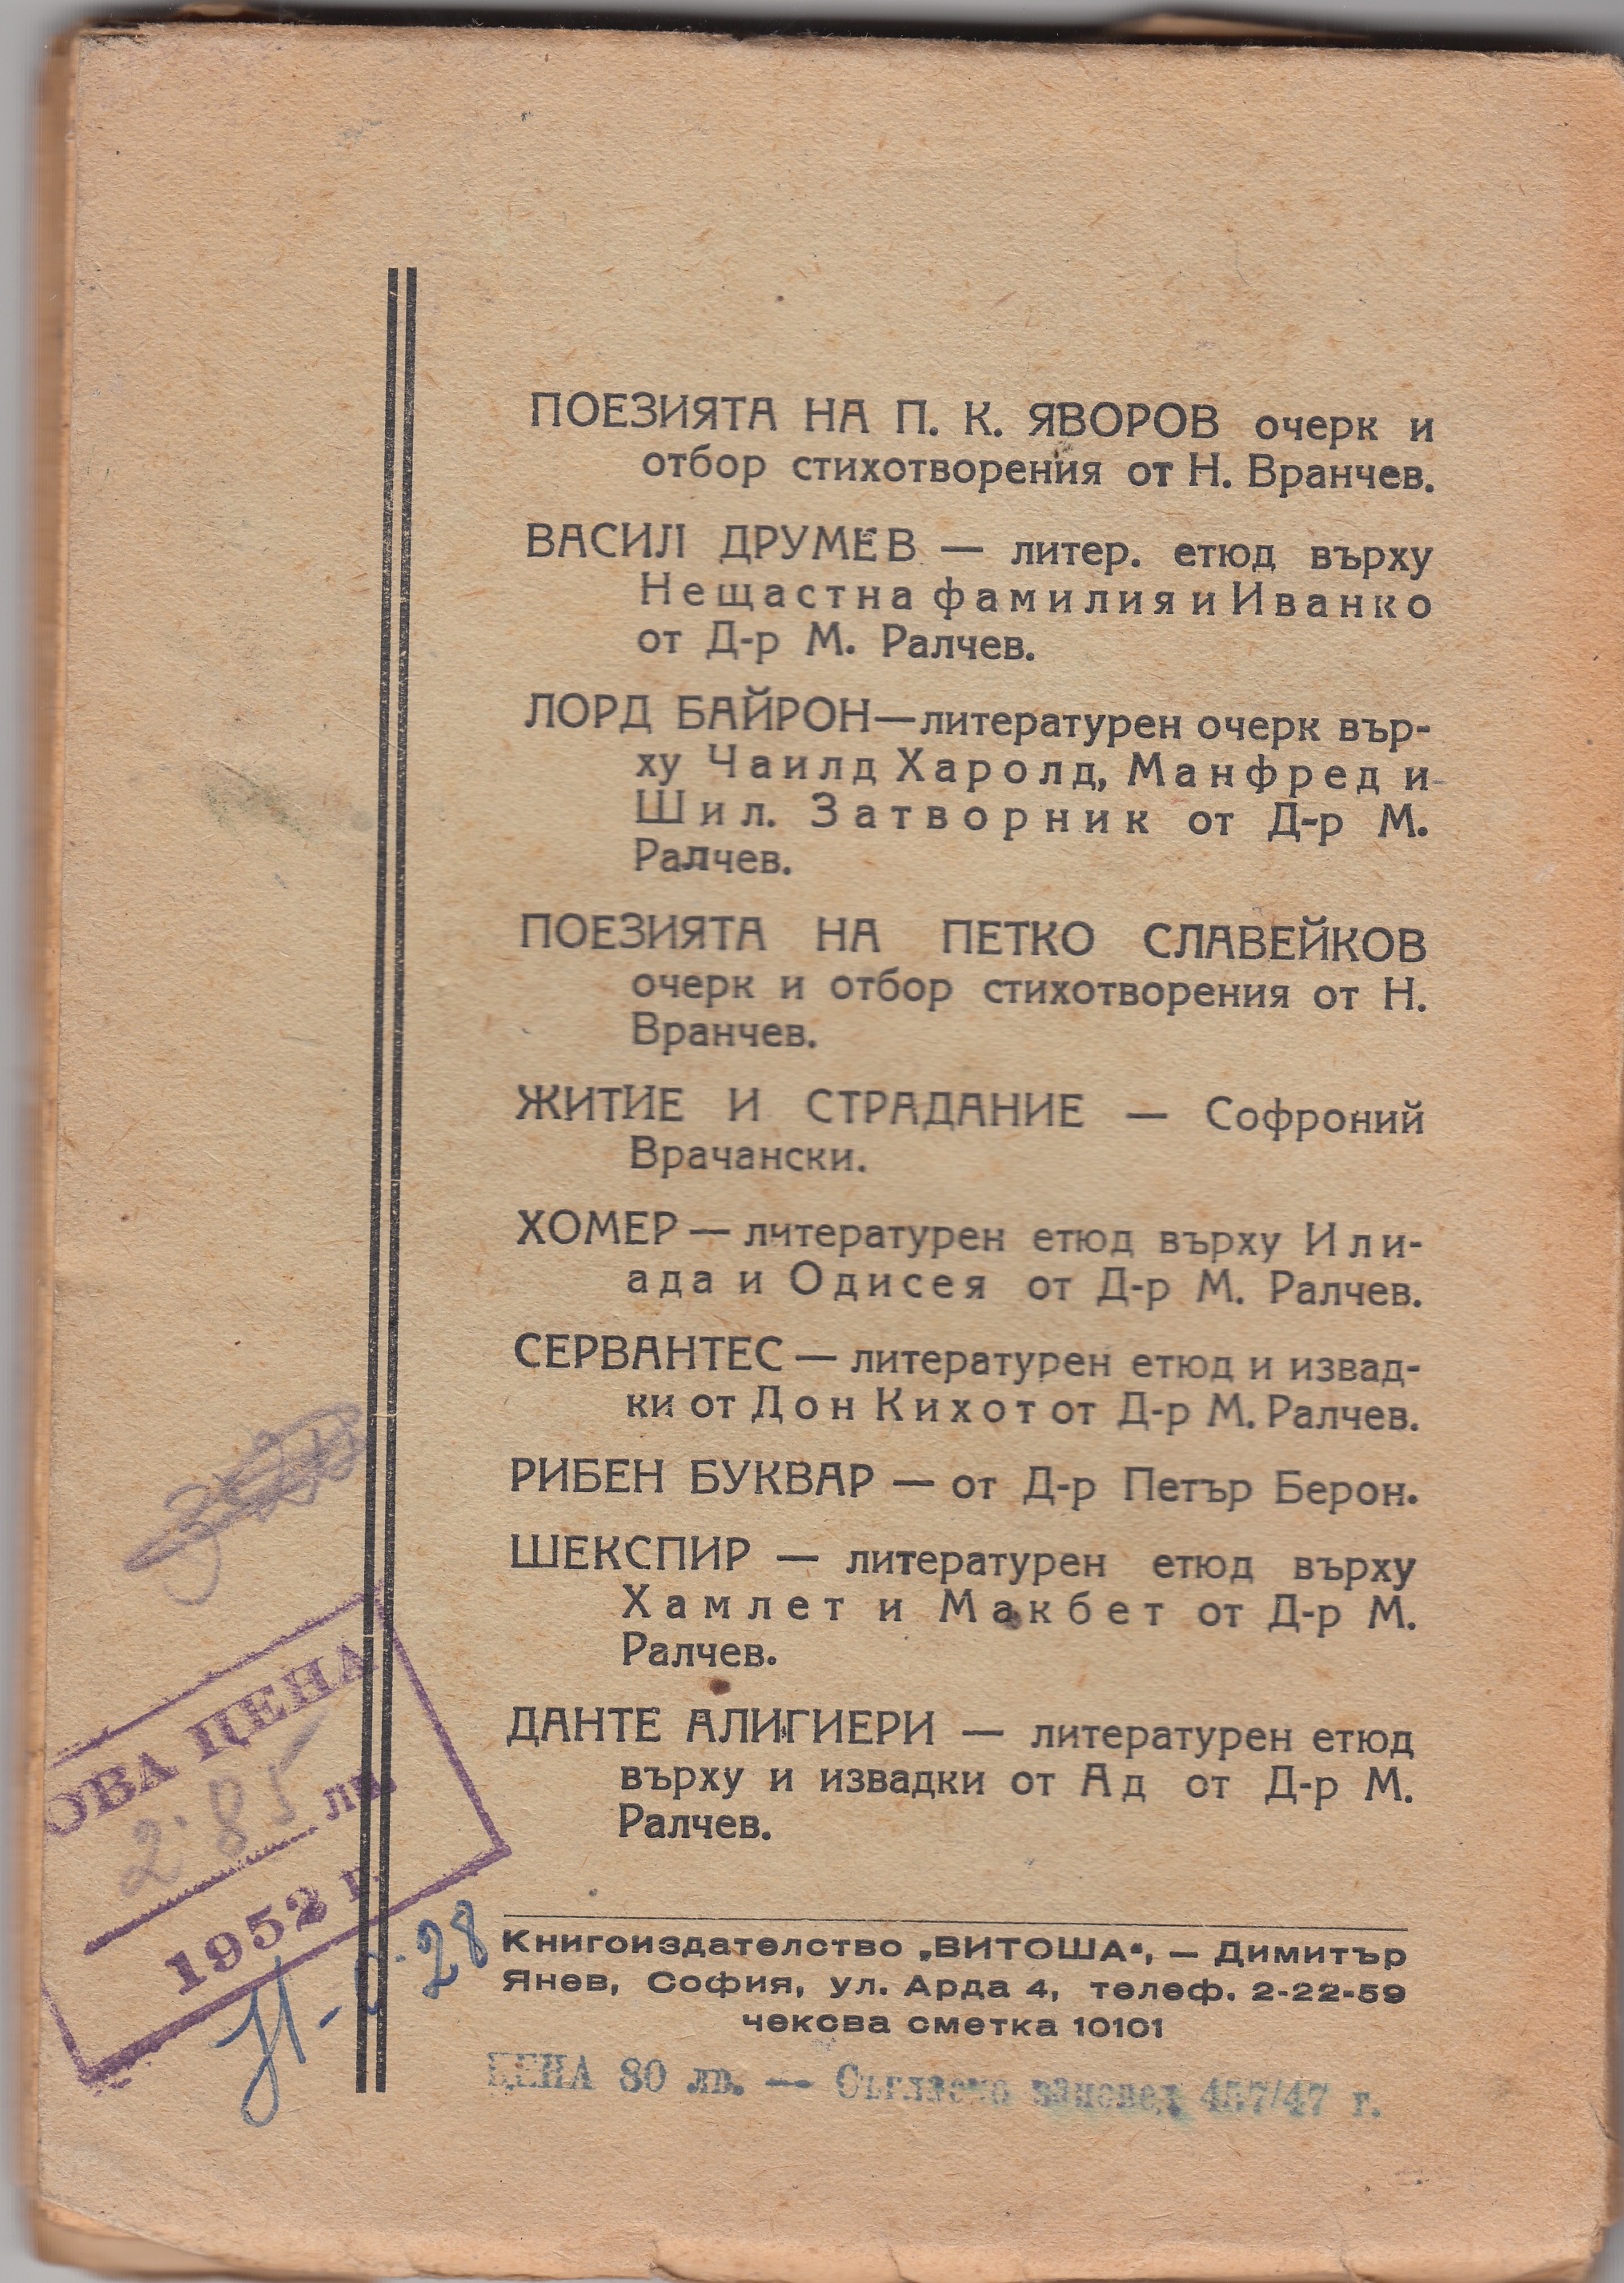 ПОЕЗИЯТА НА П. К. ЯВОРОВ очерк и
отбор стихотворения от Н. Вранчев.
ВАСИЛ ДРУМЕВ — литер. етюд върху
Нещастна фамилия и Иванко
от Д-р М. Ралчев.
ЛОРД БАЙРОН—литературен очерк вър-
ху Чаилд Харолд, Манфред и
Шил. Затворник от Д-р М.
Ралчев.
ПОЕЗИЯТА НА ПЕТКО СЛАВЕЙКОВ
очерк и отбор стихотворения от Н.
Вранчев.
ЖИТИЕ И СТРАДАНИЕ — Софроний
Врачански.
ХОМЕР — литературен етюд върху Или-
ада и Одисея от Д-р М. Ралчев.
СЕРВАНТЕС — литературен етюд и извад-
ки от Дон Кихот от Д-р М. Ралчев.
РИБЕН БУКВАР — от Д-р Петър Берон.
ШЕКСПИР — литературен етюд върху
Хамлет и Макбет от Д-р М.
Ралчев.
ДАНТЕ АЛИГИЕРИ — литературен етюд
върху и извадки от Ад от Д-р М.
Ралчев.
ОВА ЦЕНА
2·85 лв.
1952 г.
Книгоиздателство „ВИТОША“, — Димитър
Янев, София, ул. Арда 4, телеф. 2-22-59
чекова сметка 10101
ЦЕНА 80 лв. — Съгласно заповед 457/47 г.